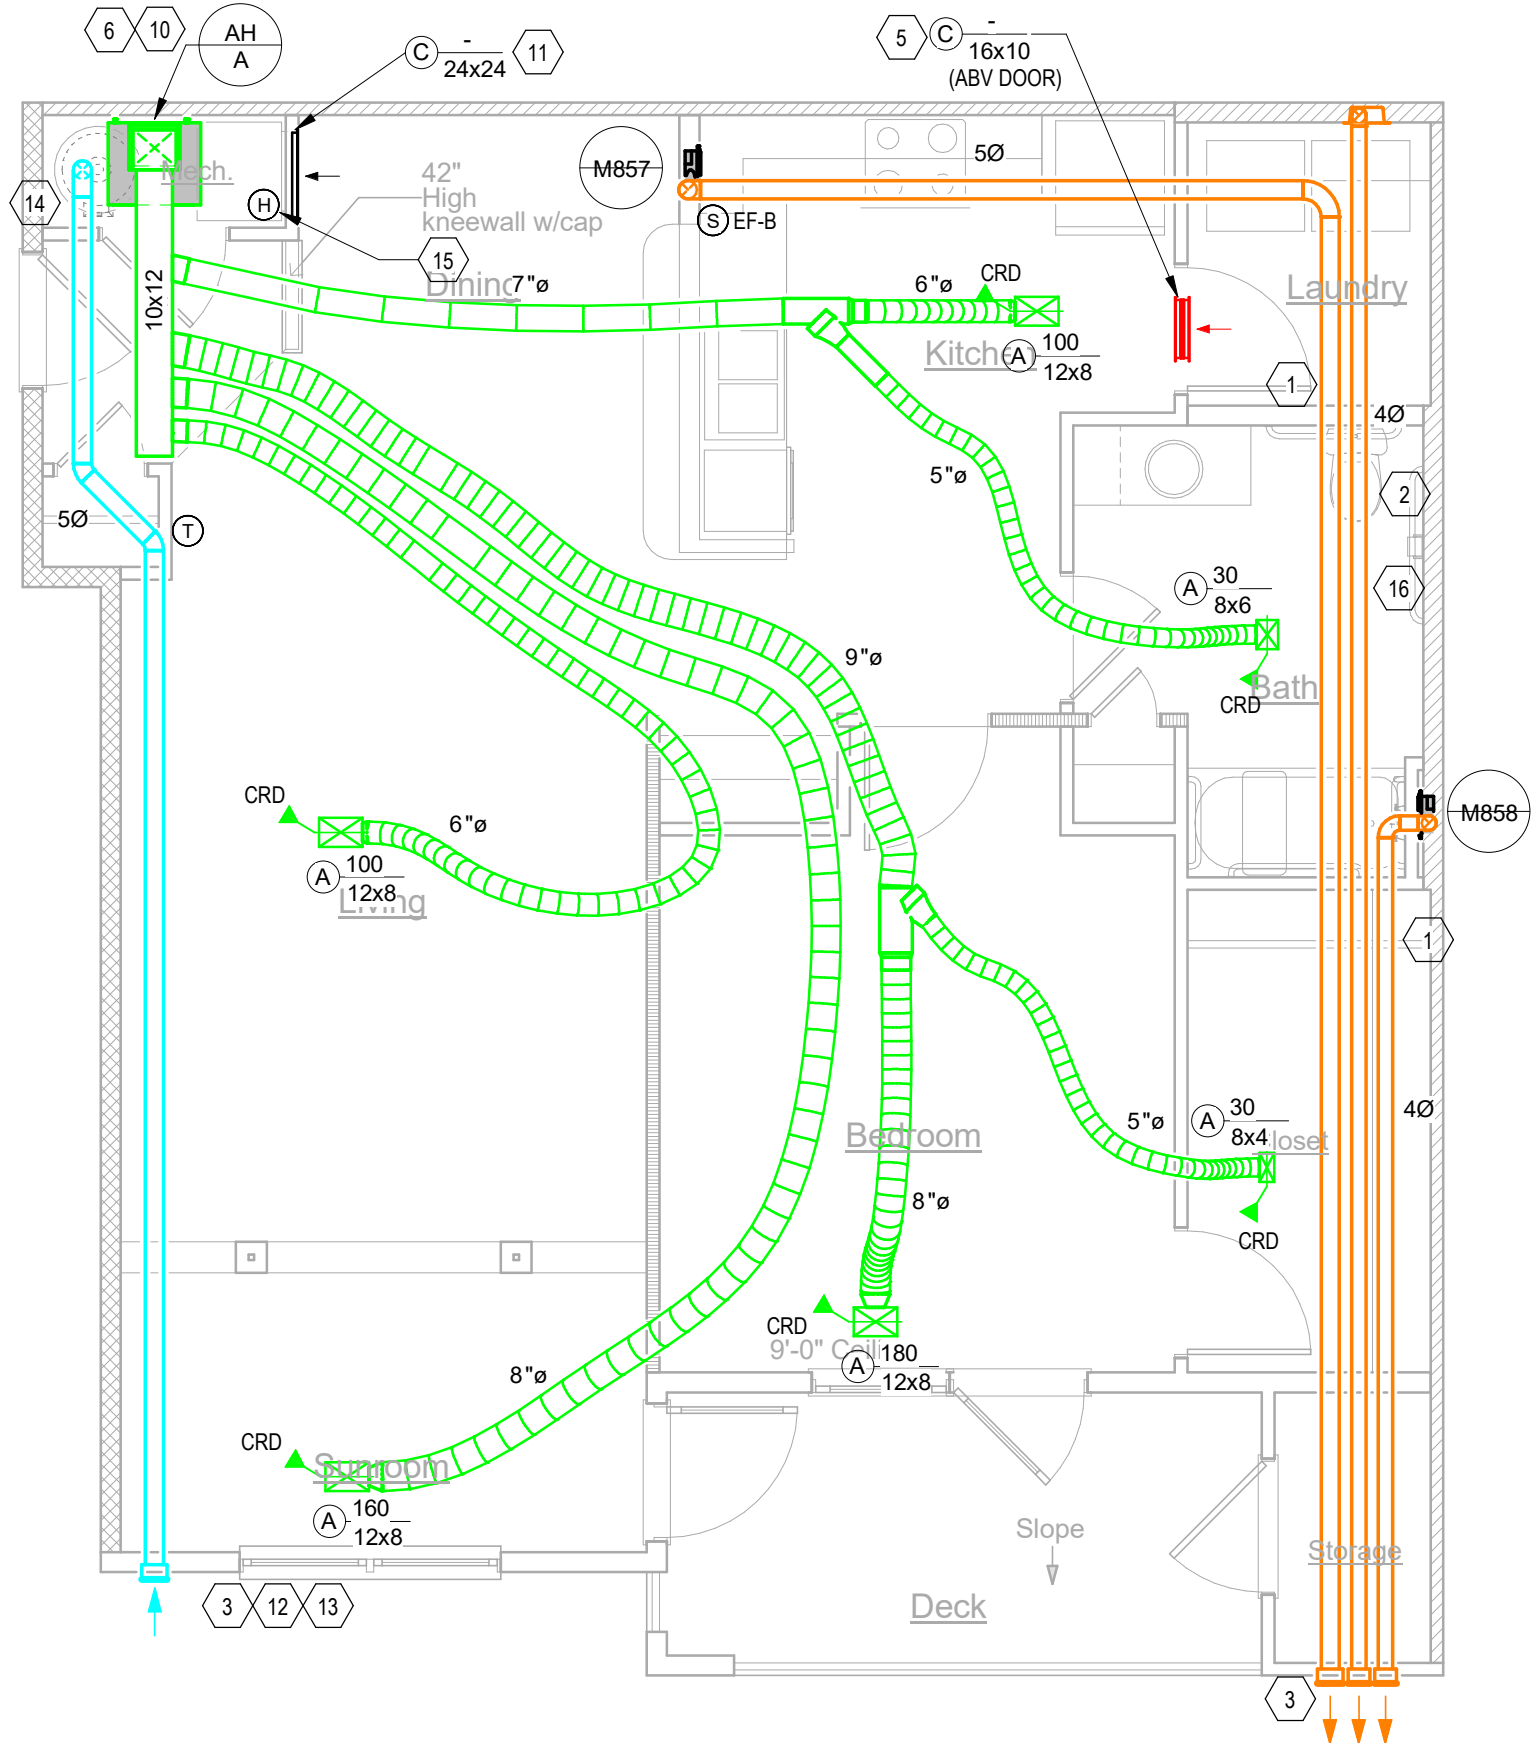 6
10
AH
A
C
-
24x24
11
5
C
-
16x10
(ABV DOOR)
Mech.
14
H
15
42"
High
kneewall w/cap
M857
S
EF-B
5Ø
10x12
Dining
7"ø
6"ø
CRD
Kitchen
A
100
12x8
Laundry
1
4Ø
2
5"ø
5Ø
T
A
30
8x6
16
CRD
Bath
9"ø
CRD
6"ø
A
100
12x8
Living
M858
1
4Ø
Bedroom
5"ø
A
30
8x4
loset
CRD
8"ø
CRD
9'-0" Ceili
A
180
12x8
8"ø
CRD
Sunroom
A
160
12x8
3
12
13
Slope
Deck
Storage
3